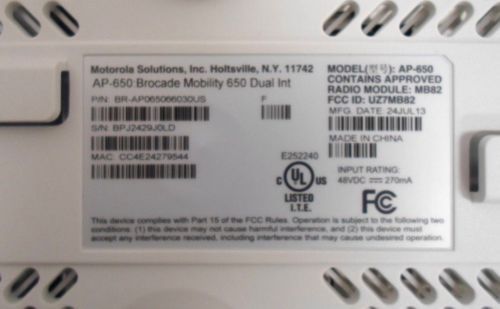 Motorola Solutions, Inc. Holtsville, N.Y. 11742
AP-650:Brocade Mobility 650 Dual Int
P/N: BR-AP065066030US F
S/N: BPJ2429J0LD
MAC: CC4E24279544
MODEL(型号): AP-650
CONTAINS APPROVED
RADIO MODULE: MB82
FCC ID: UZ7MB82
MFG. DATE: 24JUL13
MADE IN CHINA
E252240
C UL US
LISTED
I.T.E.
INPUT RATING:
48VDC ⎓ 270mA
FC
This device complies with Part 15 of the FCC Rules. Operation is subject to the following two
conditions: (1) this device may not cause harmful interference, and (2) this device must
accept any interference received, including interference that may cause undesired operation.